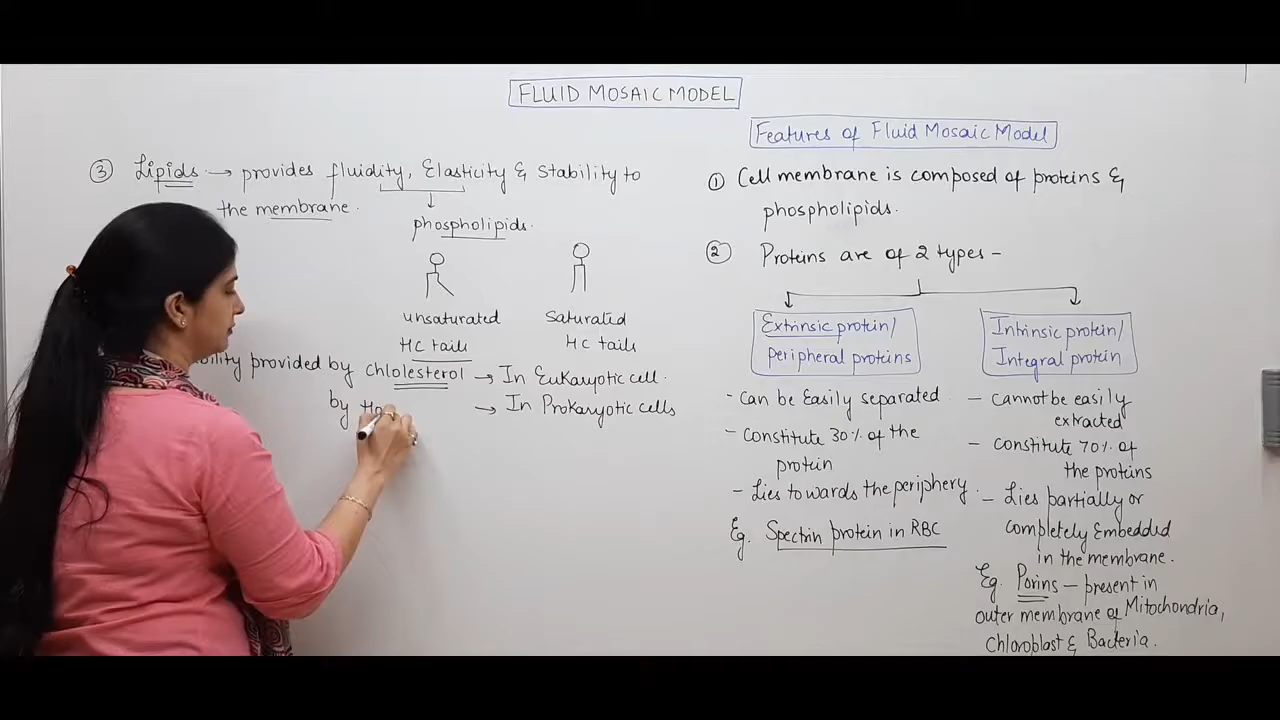 FLUID MOSAIC MODEL
③ Lipids → provides fluidity, Elasticity & Stability to
the membrane.
↓
phospholipids.
unsaturated
HC tails
saturated
HC tails
provided by chlolesterol → In Eukaryotic cell.
by → In Prokaryotic cells
Features of Fluid Mosaic Model
① Cell membrane is composed of proteins &
phospholipids.
② Proteins are of 2 types -
Extrinsic protein/
Peripheral proteins
- Can be Easily separated
- Constitute 30% of the
protein
- Lies towards the periphery
Eg. Spectrin protein in RBC
Intrinsic protein/
Integral protein
- Cannot be easily
extracted
- constitute 70% of
the proteins
- Lies partially or
completely Embedded
in the membrane.
Eg. Porins - present in
outer membrane of Mitochondria,
Chloroplast & Bacteria.